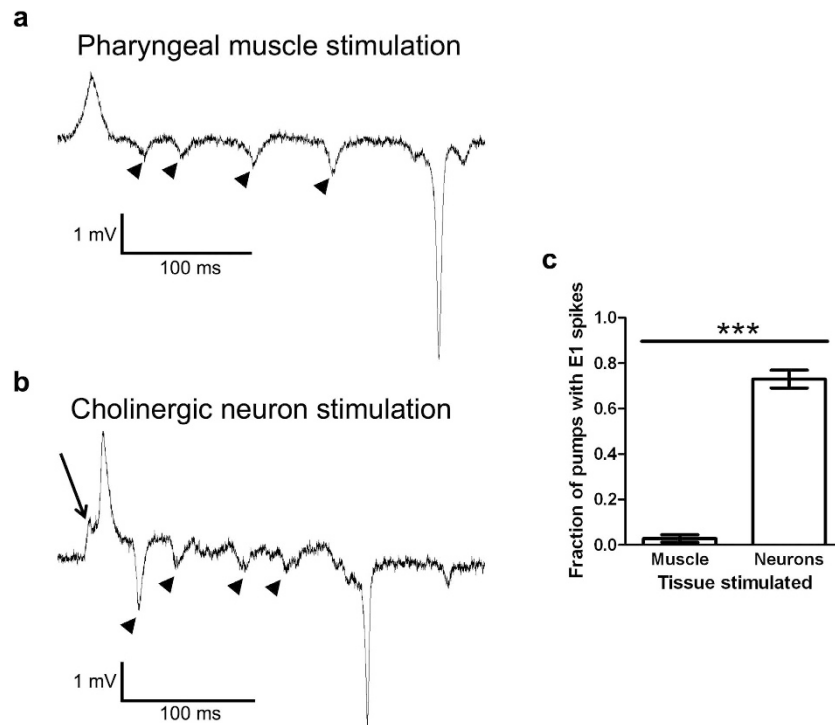 a
Pharyngeal muscle stimulation
1 mV
100 ms
b
Cholinergic neuron stimulation
1 mV
100 ms
c
Fraction of pumps with E1 spikes
1.0
0.8
0.6
0.4
0.2
0.0
***
Muscle Neurons
Tissue stimulated